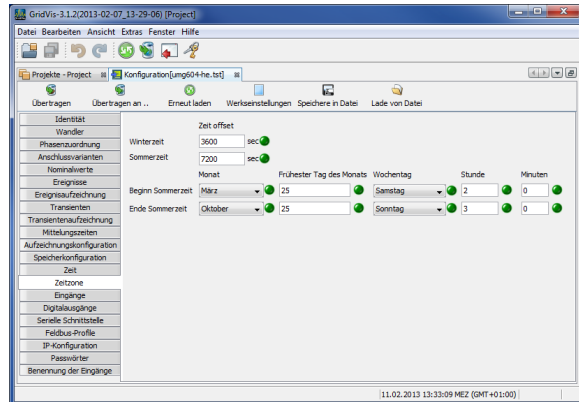 GridVis-3.1.2(2013-02-07_13-29-06) [Project]
Datei Bearbeiten Ansicht Extras Fenster Hilfe
Projekte - Project Konfiguration[umg604-he.tst]
Übertragen Übertragen an .. Erneut laden Werkseinstellungen Speichere in Datei Lade von Datei
Identität
Wandler
Phasenzuordnung
Anschlussvarianten
Nominalwerte
Ereignisse
Ereignisaufzeichnung
Transienten
Transientenaufzeichnung
Mittelungszeiten
Aufzeichnungskonfiguration
Speicherkonfiguration
Zeit
Zeitzone
Eingänge
Digitalausgänge
Serielle Schnittstelle
Feldbus-Profile
IP-Konfiguration
Passwörter
Benennung der Eingänge
Zeit offset
Winterzeit 3600 sec
Sommerzeit 7200 sec
Monat Frühester Tag des Monats Wochentag Stunde Minuten
Beginn Sommerzeit März 25 Samstag 2 0
Ende Sommerzeit Oktober 25 Sonntag 3 0
11.02.2013 13:33:09 MEZ (GMT+01:00)